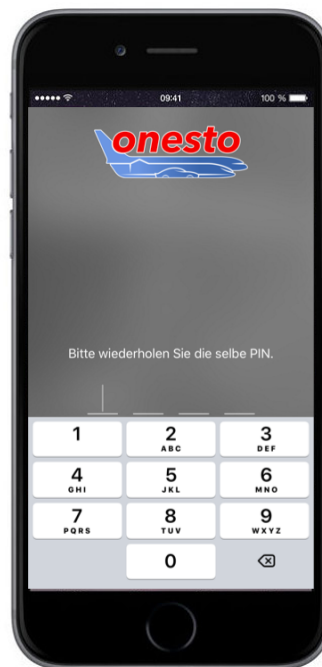 09:41
100 %
onesto
Bitte wiederholen Sie die selbe PIN.
1
2
3
ABC
DEF
4
5
6
GHI
JKL
MNO
7
8
9
PQRS
TUV
WXYZ
0